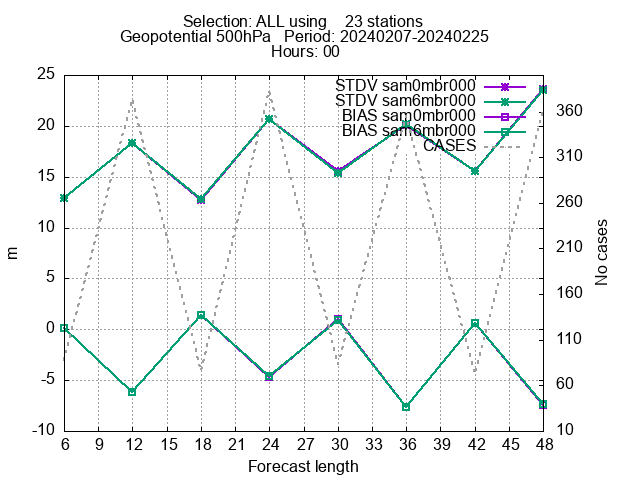 Selection: ALL using    23 stations
Geopotential 500hPa   Period: 20240207-20240225
Hours: 00
STDV sam0mbr000
STDV sam6mbr000
BIAS sam0mbr000
BIAS sam6mbr000
CASES
25
20
15
10
5
0
-5
-10
m
360
310
260
210
160
110
60
10
No cases
6 9 12 15 18 21 24 27 30 33 36 39 42 45 48
Forecast length